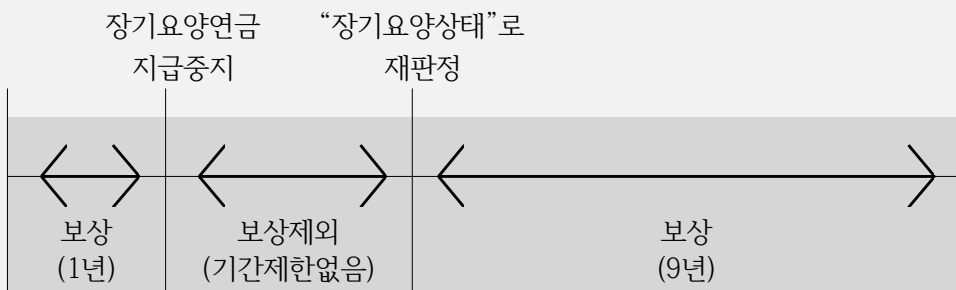 장기요양연금
지급중지
“장기요양상태”로
재판정
보상
(1년)
보상제외
(기간제한없음)
보상
(9년)